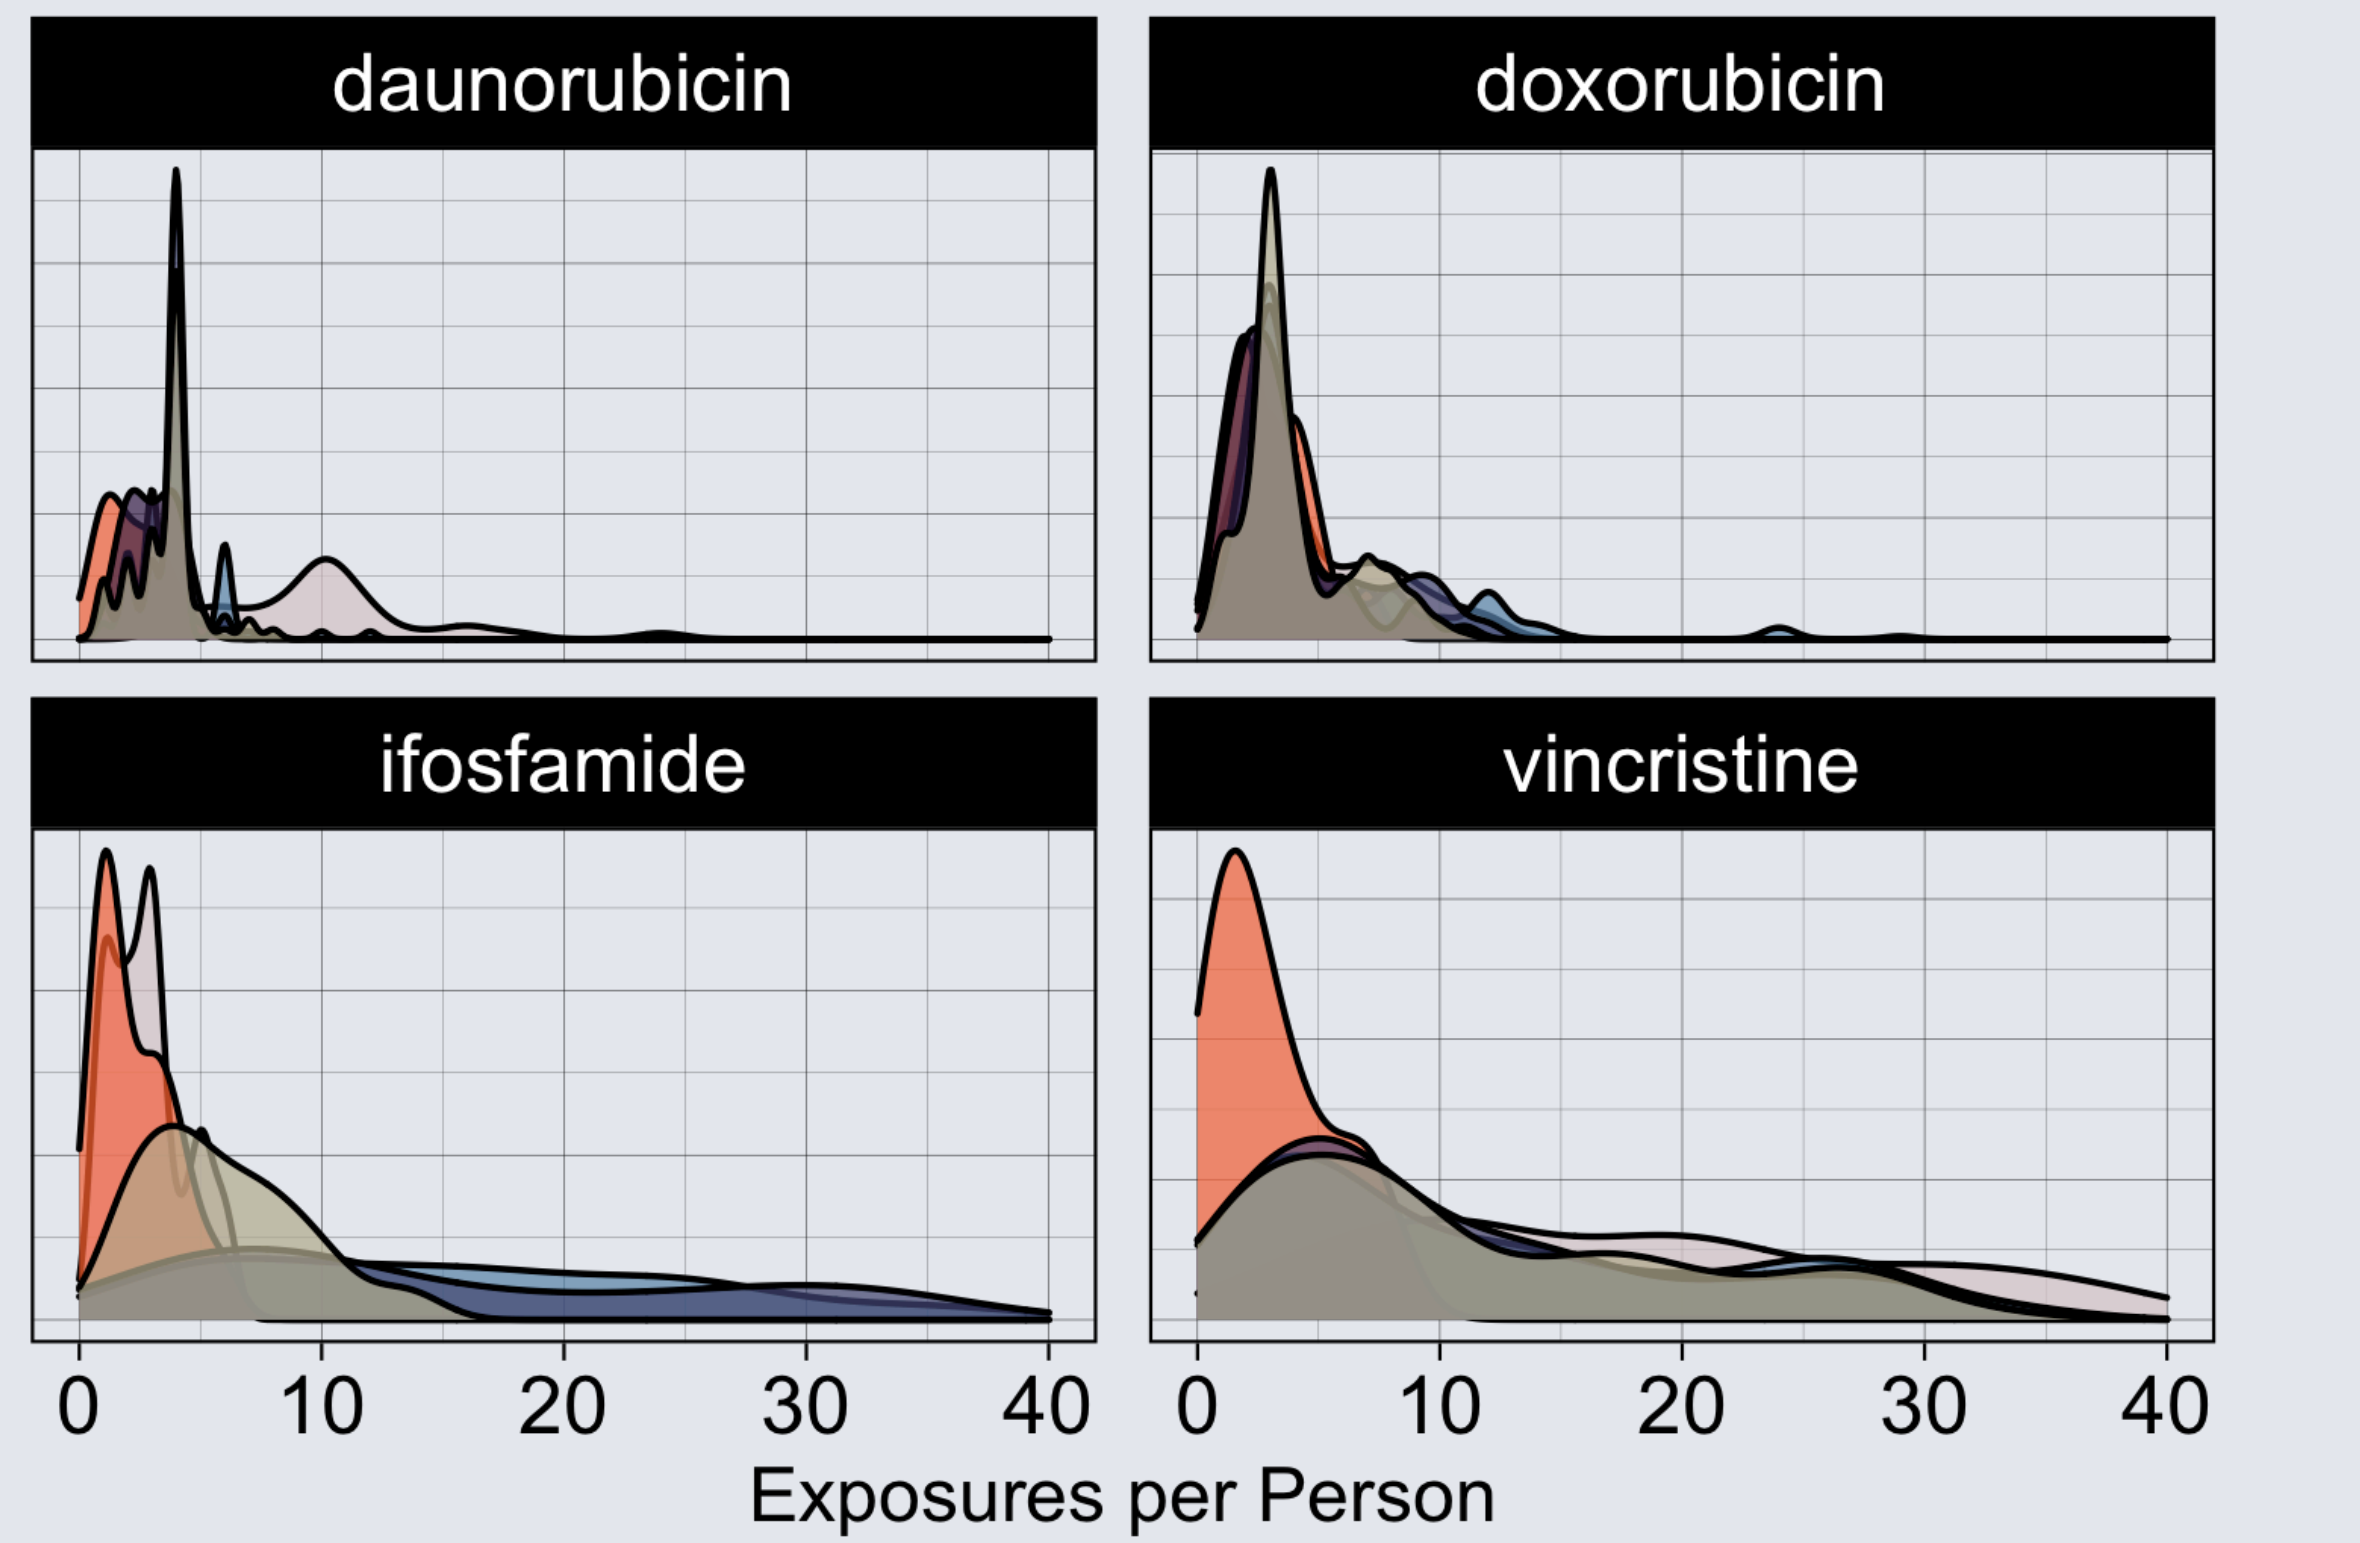 daunorubicin
doxorubicin
ifosfamide
vincristine
0 10 20 30 40
0 10 20 30 40
Exposures per Person